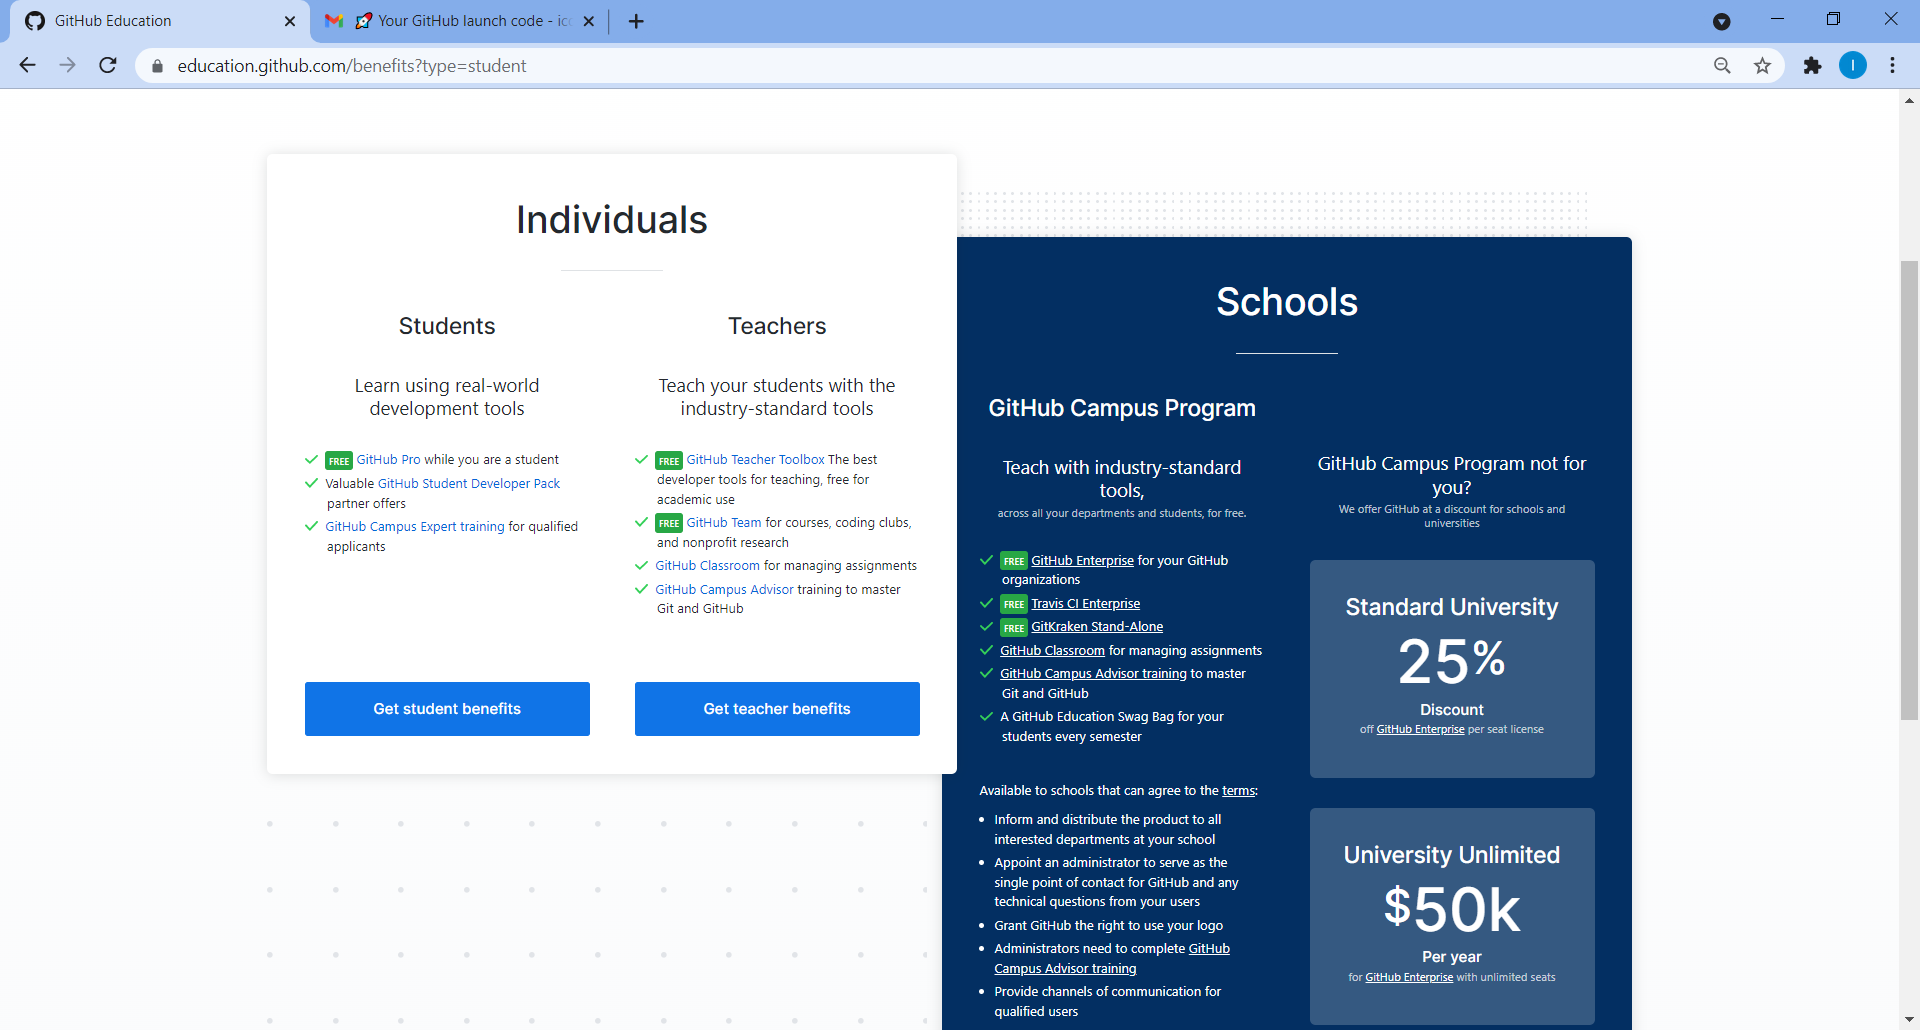 GitHub Education
Your GitHub launch code - ic
education.github.com/benefits?type=student
I
Individuals
Students
Learn using real-world
development tools
FREE GitHub Pro while you are a student
Valuable GitHub Student Developer Pack
partner offers
GitHub Campus Expert training for qualified
applicants
Get student benefits
Teachers
Teach your students with the
industry-standard tools
FREE GitHub Teacher Toolbox The best
developer tools for teaching, free for
academic use
FREE GitHub Team for courses, coding clubs,
and nonprofit research
GitHub Classroom for managing assignments
GitHub Campus Advisor training to master
Git and GitHub
Get teacher benefits
Schools
GitHub Campus Program
Teach with industry-standard
tools,
across all your departments and students, for free.
FREE GitHub Enterprise for your GitHub
organizations
FREE Travis CI Enterprise
FREE GitKraken Stand-Alone
GitHub Classroom for managing assignments
GitHub Campus Advisor training to master
Git and GitHub
A GitHub Education Swag Bag for your
students every semester
Available to schools that can agree to the terms:
• Inform and distribute the product to all
interested departments at your school
• Appoint an administrator to serve as the
single point of contact for GitHub and any
technical questions from your users
• Grant GitHub the right to use your logo
• Administrators need to complete GitHub
Campus Advisor training
• Provide channels of communication for
qualified users
GitHub Campus Program not for
you?
We offer GitHub at a discount for schools and
universities
Standard University
25%
Discount
off GitHub Enterprise per seat license
University Unlimited
$50k
Per year
for GitHub Enterprise with unlimited seats